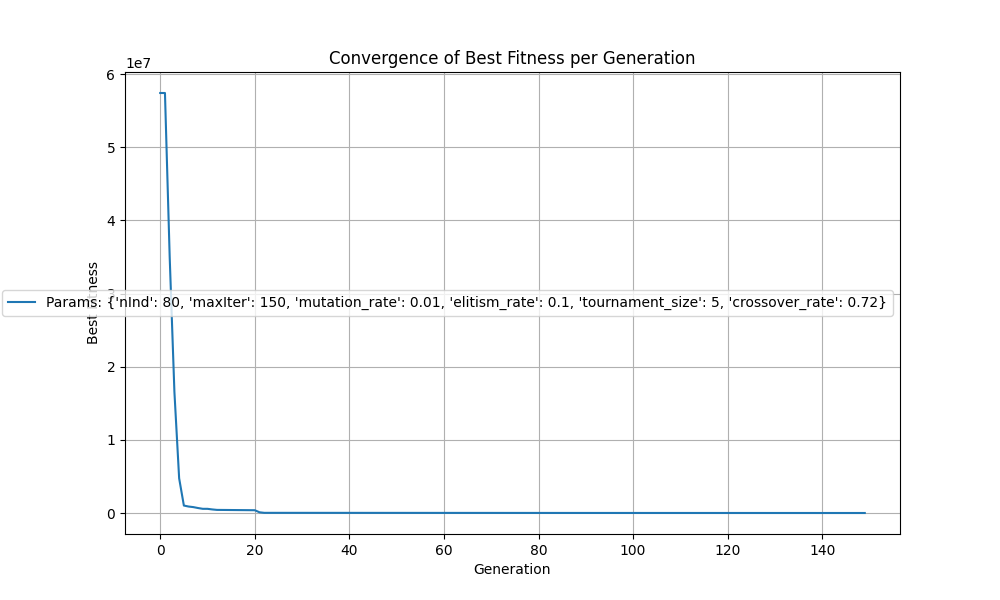 Convergence of Best Fitness per Generation
1e7
6
5
4
3
2
1
0
Best Fitness
Params: {'nInd': 80, 'maxIter': 150, 'mutation_rate': 0.01, 'elitism_rate': 0.1, 'tournament_size': 5, 'crossover_rate': 0.72}
0 20 40 60 80 100 120 140
Generation